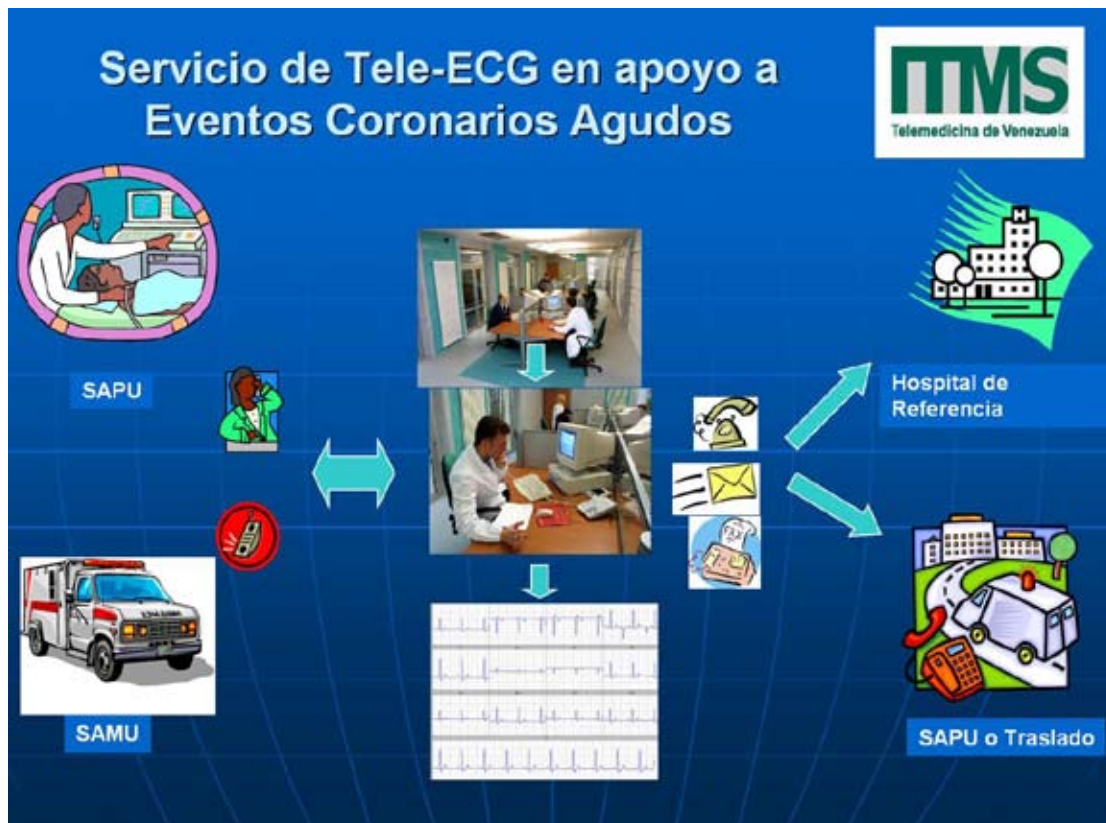 Servicio de Tele-ECG en apoyo a
Eventos Coronarios Agudos
ITMS
Telemedicina de Venezuela
SAPU
Hospital de
Referencia
H
FAX
SAMU
SAPU o Traslado